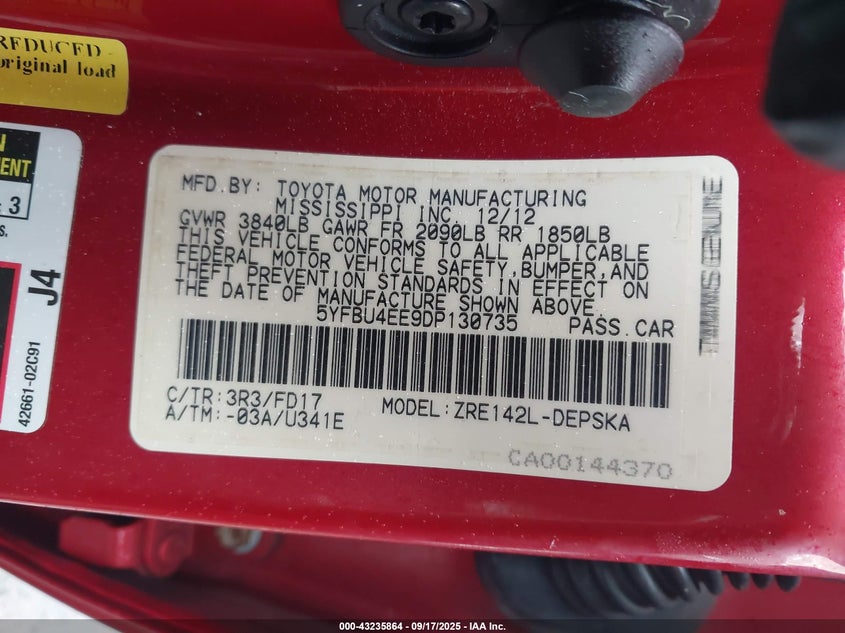 REDUCED
original load
N
MENT
3
s.
J4
42661-02C91
MFD.BY: TOYOTA MOTOR MANUFACTURING
MISSISSIPPI INC. 12/12
GVWR 3840LB GAWR FR 2090LB RR 1850LB
THIS VEHICLE CONFORMS TO ALL APPLICABLE
FEDERAL MOTOR VEHICLE SAFETY,BUMPER,AND
THEFT PREVENTION STANDARDS IN EFFECT ON
THE DATE OF MANUFACTURE SHOWN ABOVE.
5YFBU4EE9DP130735 PASS.CAR
C/TR:3R3/FD17
A/TM:-03A/U341E MODEL:ZRE142L-DEPSKA
CA00144370
000-43235864 - 09/17/2025 - IAA Inc.